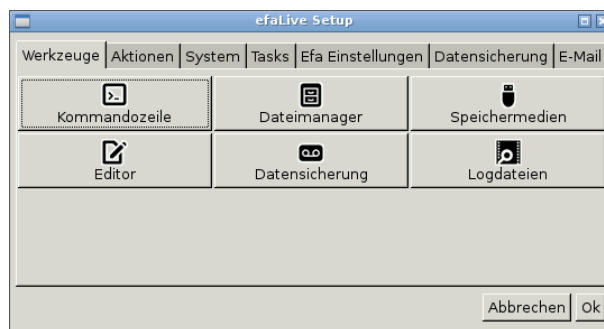 efaLive Setup
Werkzeuge Aktionen System Tasks Efa Einstellungen Datensicherung E-Mail
Kommandozeile Dateimanager Speichermedien
Editor Datensicherung Logdateien
Abbrechen Ok